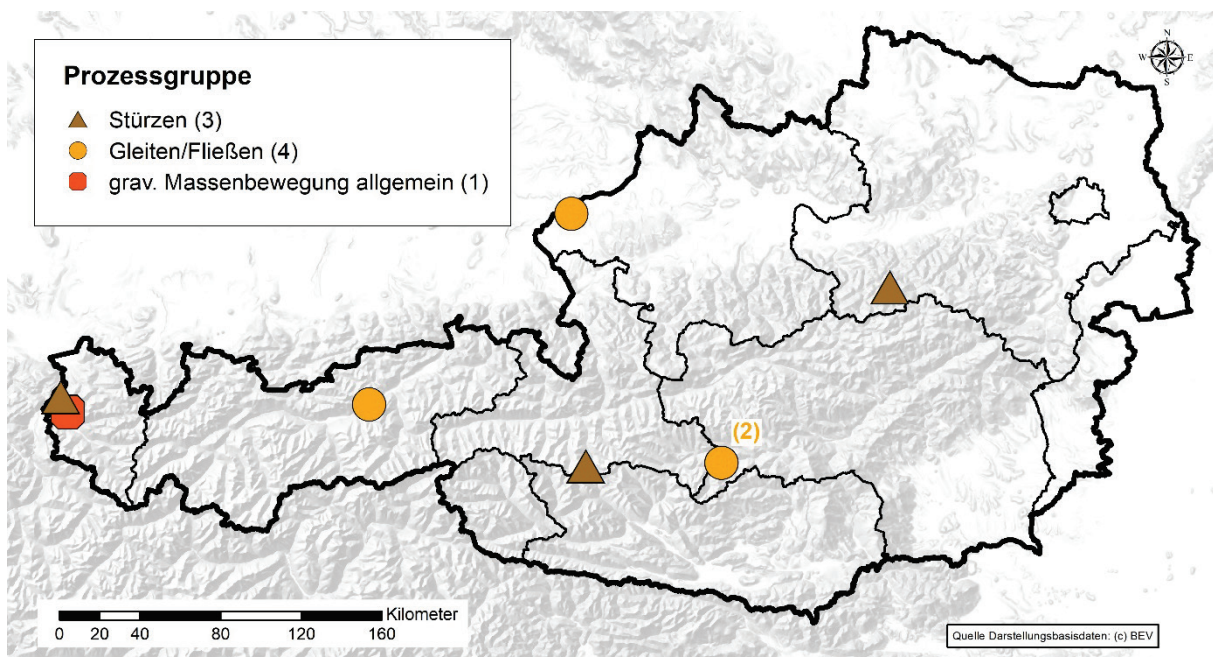 Prozessgruppe
Stürzen (3)
Gleiten/Fließen (4)
grav. Massenbewegung allgemein (1)
N
W E
S
(2)
Kilometer
0 20 40 80 120 160
Quelle Darstellungsbasisdaten: (c) BEV